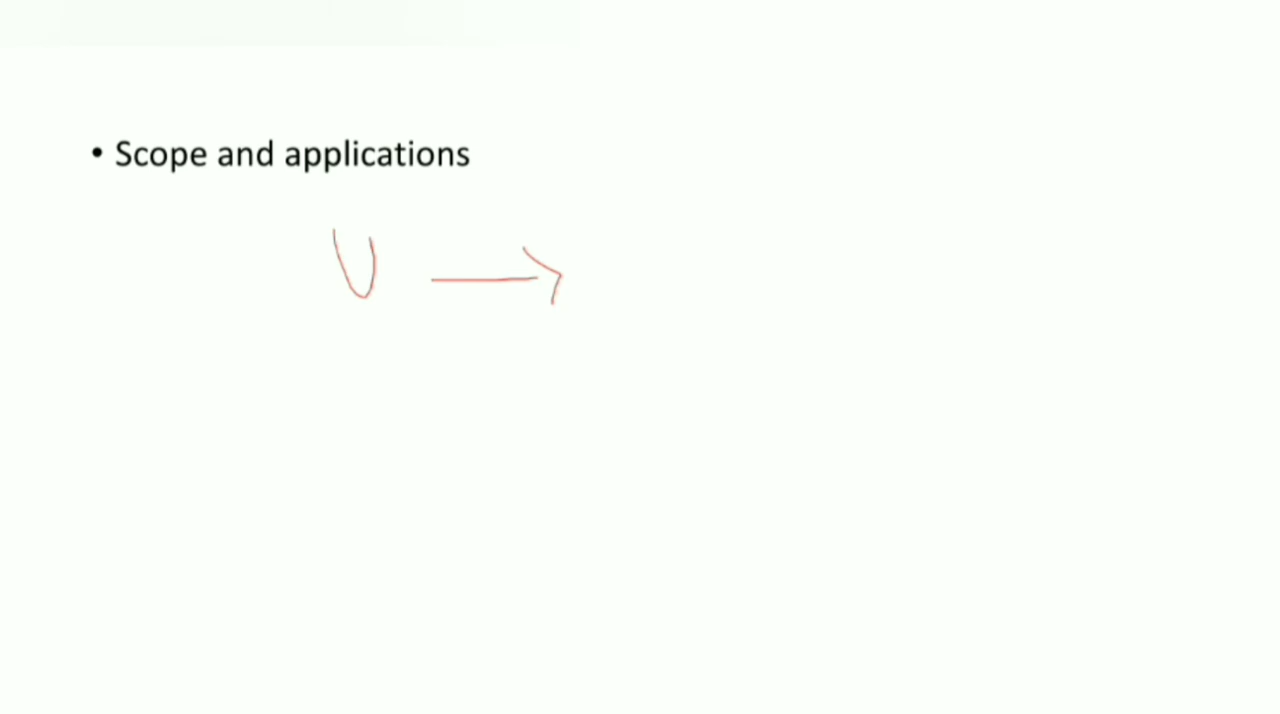 • Scope and applications
U →